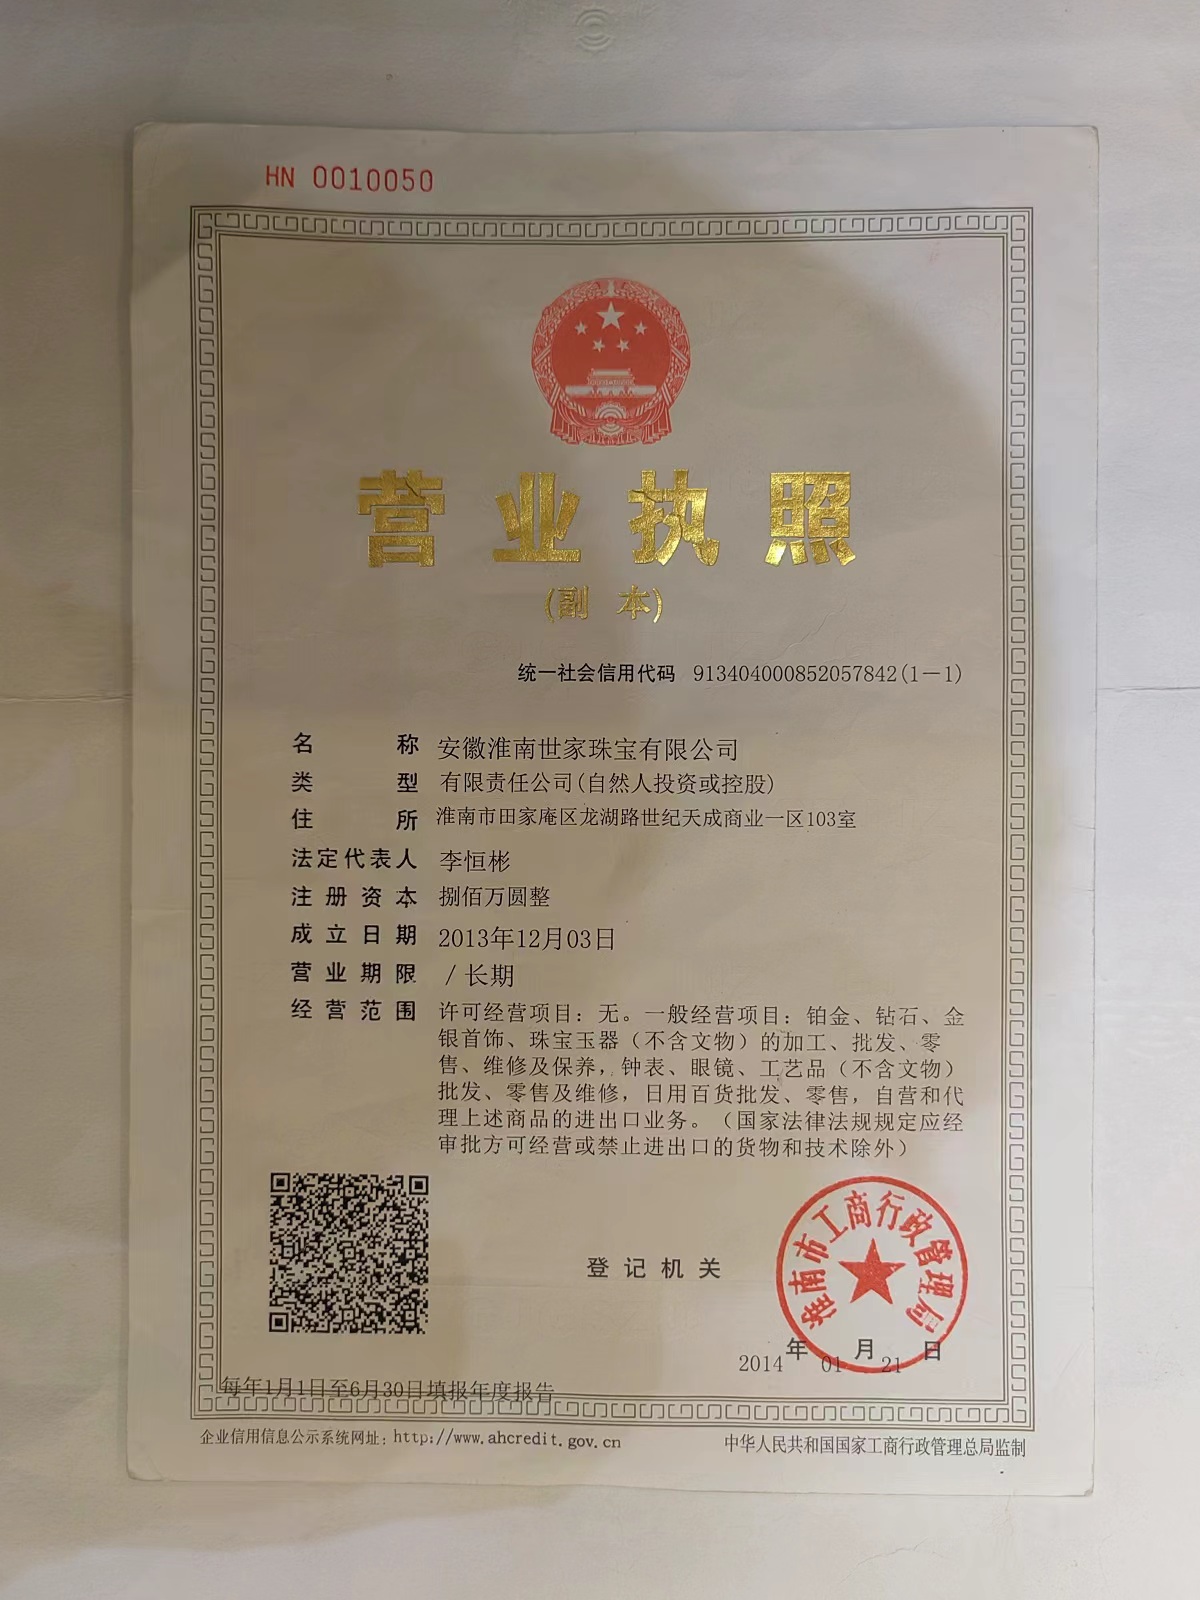 HN 0010050
营业执照
(副 本)
统一社会信用代码 913404000852057842(1-1)
名称 安徽淮南世家珠宝有限公司
类型 有限责任公司(自然人投资或控股)
住所 淮南市田家庵区龙湖路世纪天成商业一区103室
法定代表人 李恒彬
注册资本 捌佰万圆整
成立日期 2013年12月03日
营业期限 / 长期
经营范围 许可经营项目：无。一般经营项目：铂金、钻石、金
银首饰、珠宝玉器（不含文物）的加工、批发、零
售、维修及保养，钟表、眼镜、工艺品（不含文物）
批发、零售及维修，日用百货批发、零售，自营和代
理上述商品的进出口业务。（国家法律法规规定应经
审批方可经营或禁止进出口的货物和技术除外）
淮南市工商行政管理局
登记机关
2014年01月21日
每年1月1日至6月30日填报年度报告
企业信用信息公示系统网址: http://www.ahcredit.gov.cn
中华人民共和国国家工商行政管理总局监制